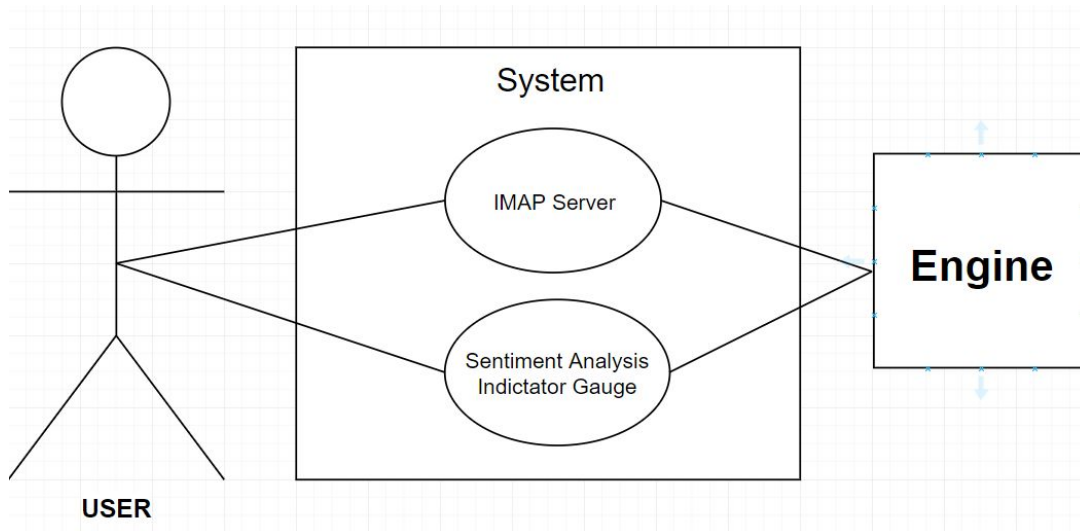 System
IMAP Server
Engine
Sentiment Analysis
Indictator Gauge
USER